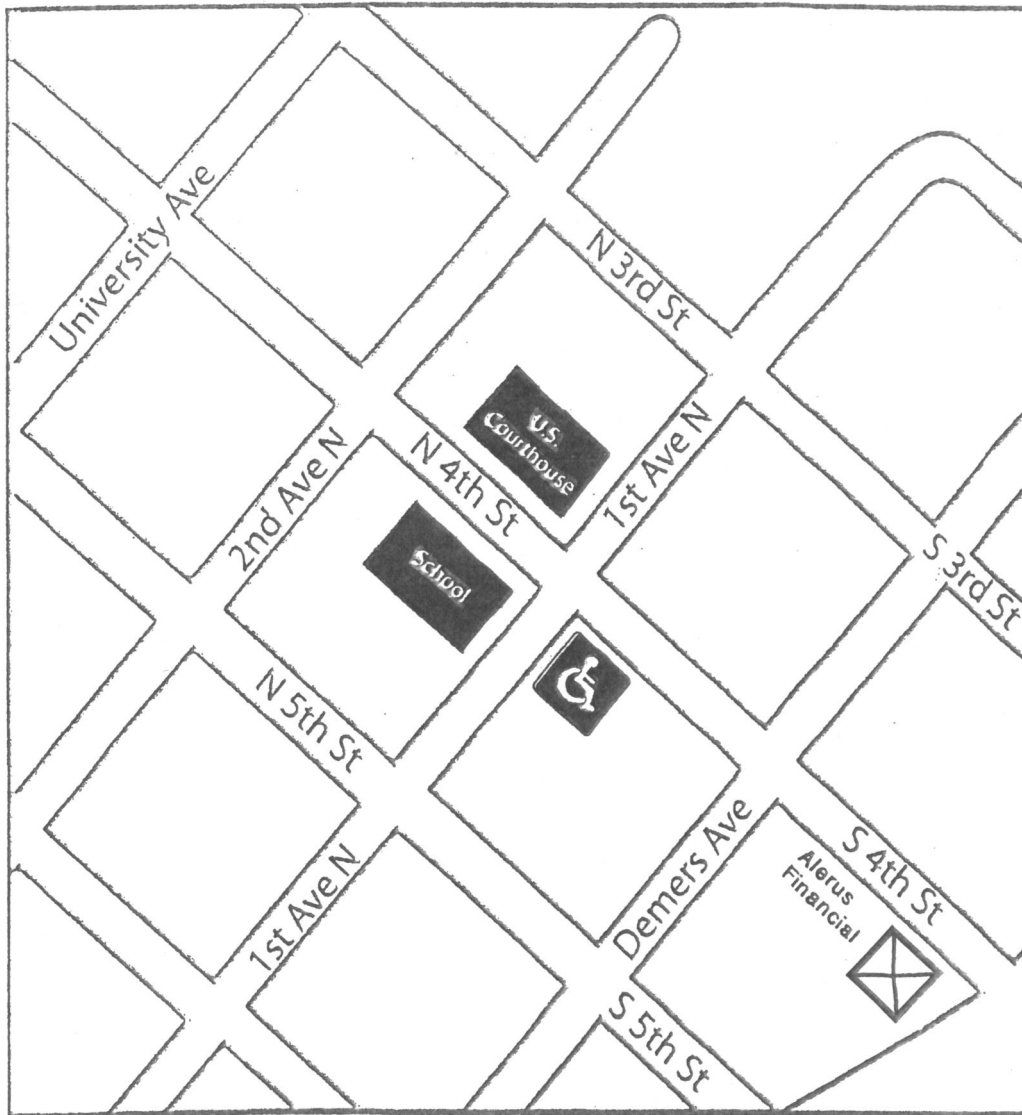 University Ave
N 3rd St
U.S.
Courthouse
1st Ave N
N 4th St
2nd Ave N
School
S 3rd St
N 5th St
Demers Ave
S 4th St
Alerus
Financial
1st Ave N
S 5th St